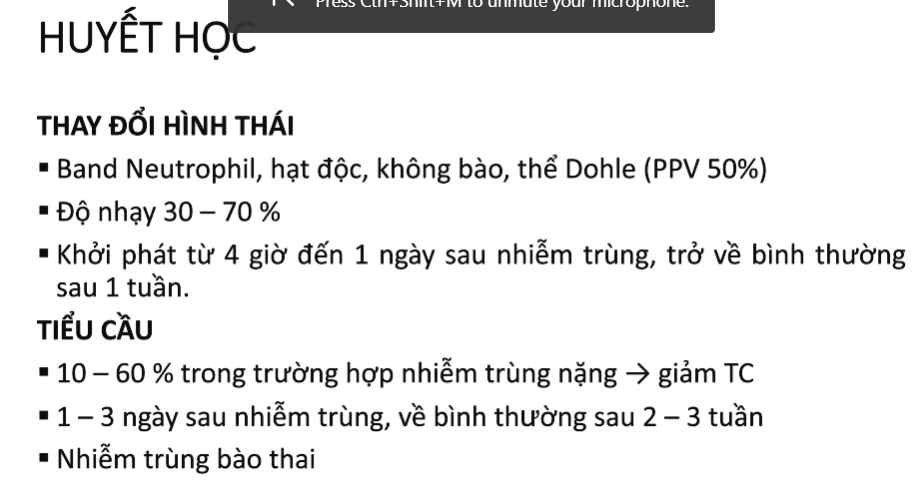 Press Ctrl+Shift+M to unmute your microphone.
HUYẾT HỌC
THAY ĐỔI HÌNH THÁI
▪ Band Neutrophil, hạt độc, không bào, thể Dohle (PPV 50%)
▪ Độ nhạy 30 – 70 %
▪ Khởi phát từ 4 giờ đến 1 ngày sau nhiễm trùng, trở về bình thường
sau 1 tuần.
TIỂU CẦU
▪ 10 – 60 % trong trường hợp nhiễm trùng nặng → giảm TC
▪ 1 – 3 ngày sau nhiễm trùng, về bình thường sau 2 – 3 tuần
▪ Nhiễm trùng bào thai